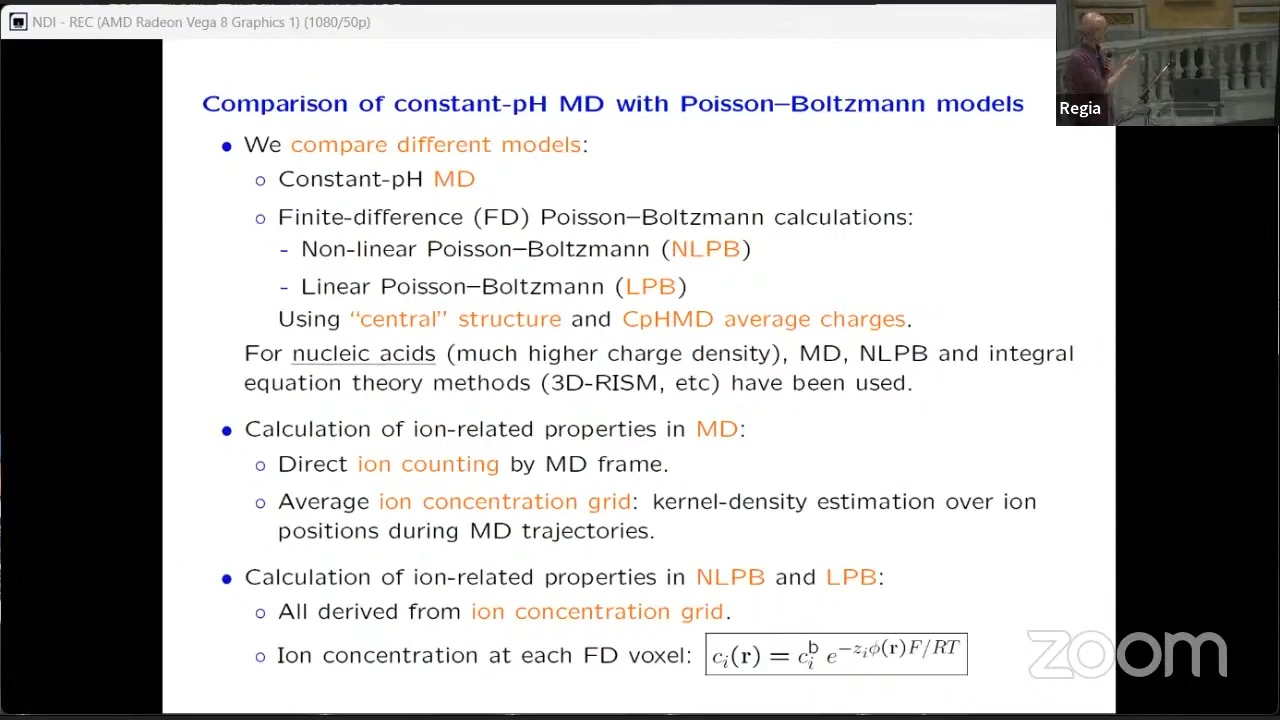 NDI - REC (AMD Radeon Vega 8 Graphics 1) (1080/50p)
Regia
Comparison of constant-pH MD with Poisson–Boltzmann models
• We compare different models:
○ Constant-pH MD
○ Finite-difference (FD) Poisson–Boltzmann calculations:
- Non-linear Poisson–Boltzmann (NLPB)
- Linear Poisson–Boltzmann (LPB)
Using “central” structure and CpHMD average charges.
For nucleic acids (much higher charge density), MD, NLPB and integral
equation theory methods (3D-RISM, etc) have been used.
• Calculation of ion-related properties in MD:
○ Direct ion counting by MD frame.
○ Average ion concentration grid: kernel-density estimation over ion
positions during MD trajectories.
• Calculation of ion-related properties in NLPB and LPB:
○ All derived from ion concentration grid.
○ Ion concentration at each FD voxel: $c_i(\mathbf{r}) = c_i^{\mathsf{b}} \, e^{-z_i\phi(\mathbf{r})F/RT}$
zoom